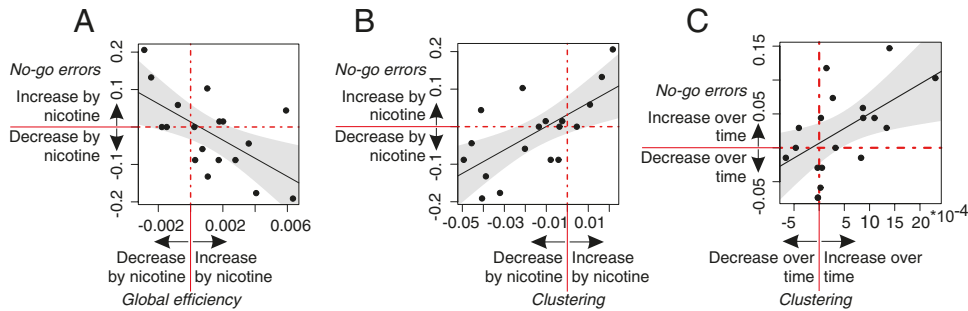 A
0.2
0.1
-0.1
-0.2
No-go errors
Increase by
nicotine
Decrease by
nicotine
-0.002
0.002
0.006
Decrease
by nicotine
Increase
by nicotine
Global efficiency
B
0.2
0.1
-0.1
-0.2
No-go errors
Increase by
nicotine
Decrease by
nicotine
-0.05
-0.03
-0.01
0.01
Decrease
by nicotine
Increase
by nicotine
Clustering
C
0.15
0.05
-0.05
No-go errors
Increase over
time
Decrease over
time
-5
5
10
20
*10⁻⁴
Decrease over
time
Increase over
time
Clustering